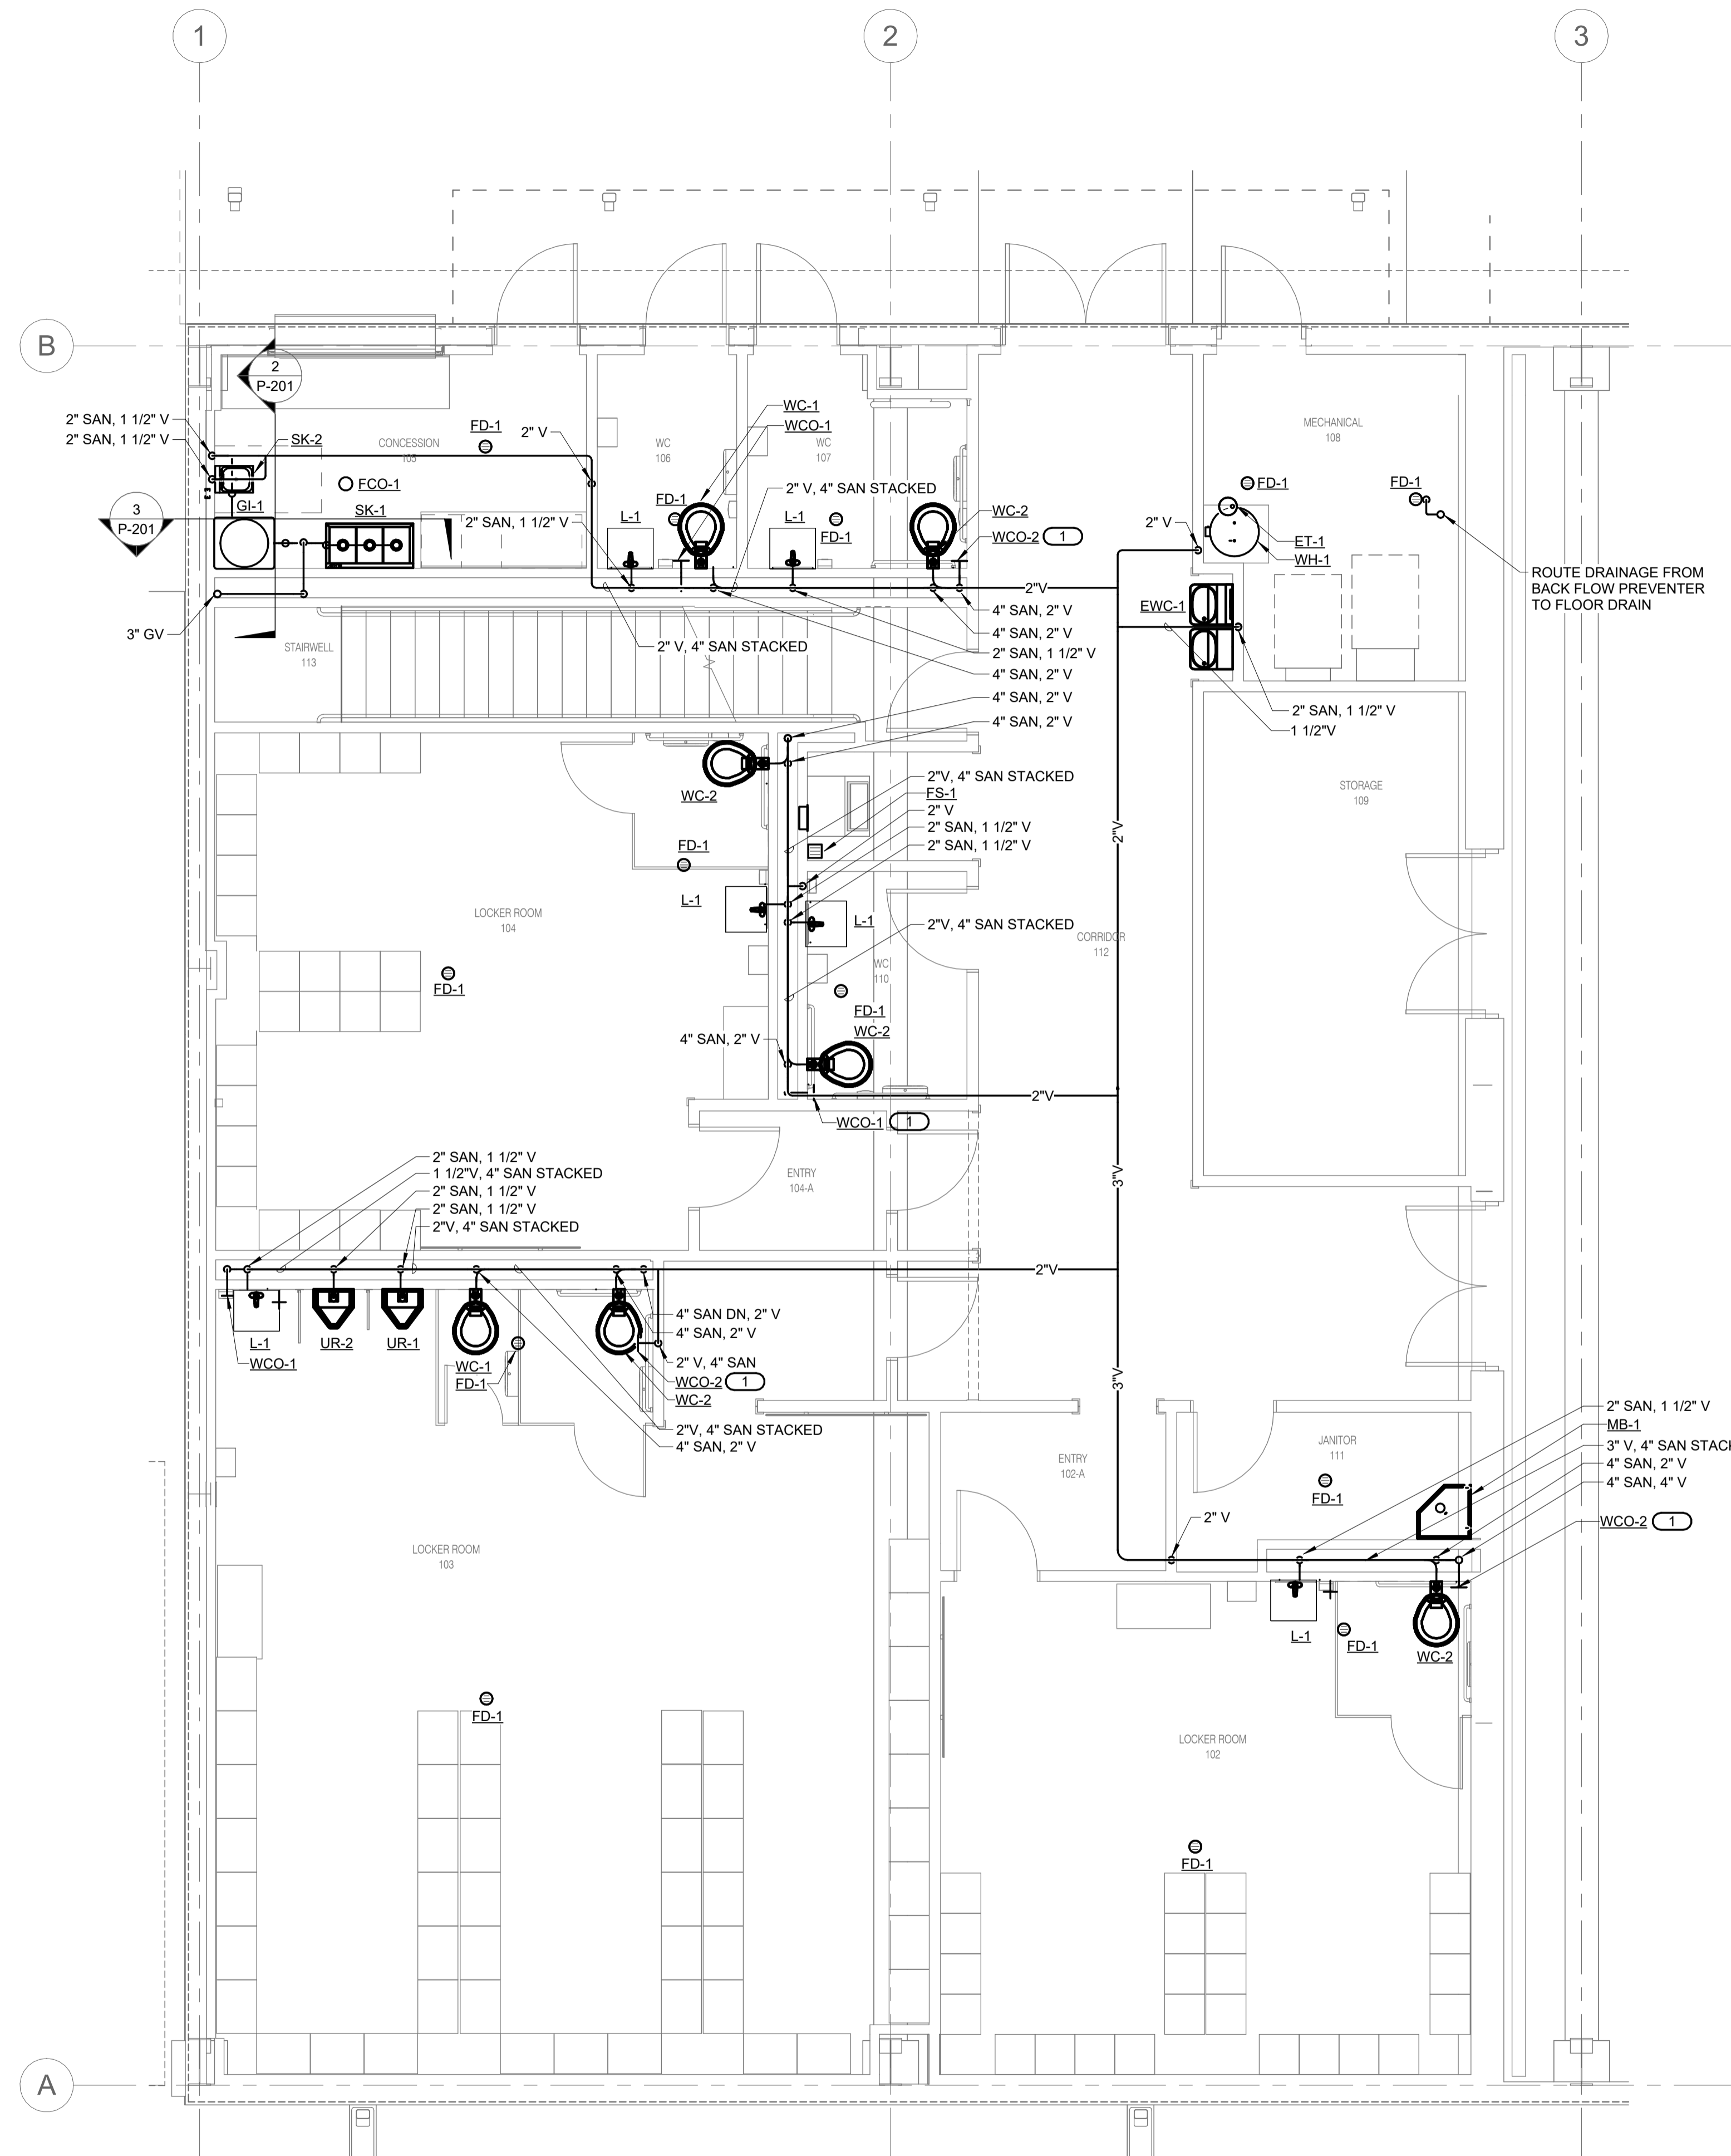 1
2
3
B
2
P-201
2" SAN, 1 1/2" V
2" SAN, 1 1/2" V
SK-2
CONCESSION
105
FD-1
2" V
WC
106
WC-1
WCO-1
WC
107
MECHANICAL
108
FCO-1
GI-1
SK-1
3
P-201
2" SAN, 1 1/2" V
L-1
FD-1
2" V, 4" SAN STACKED
L-1
FD-1
WC-2
WCO-2 1
FD-1
FD-1
2" V
ET-1
WH-1
ROUTE DRAINAGE FROM
BACK FLOW PREVENTER
TO FLOOR DRAIN
2"V
EWC-1
3" GV
STAIRWELL
113
2" V, 4" SAN STACKED
4" SAN, 2" V
4" SAN, 2" V
2" SAN, 1 1/2" V
4" SAN, 2" V
4" SAN, 2" V
4" SAN, 2" V
2" SAN, 1 1/2" V
1 1/2"V
WC-2
2"V, 4" SAN STACKED
FS-1
2" V
2" SAN, 1 1/2" V
2" SAN, 1 1/2" V
STORAGE
109
2"V
FD-1
L-1
L-1
2"V, 4" SAN STACKED
LOCKER ROOM
104
CORRIDOR
112
WC
110
FD-1
FD-1
WC-2
4" SAN, 2" V
2"V
WCO-1 1
2" SAN, 1 1/2" V
1 1/2"V, 4" SAN STACKED
2" SAN, 1 1/2" V
2" SAN, 1 1/2" V
2"V, 4" SAN STACKED
ENTRY
104-A
3"V
2"V
4" SAN DN, 2" V
4" SAN, 2" V
L-1
WCO-1
UR-2
UR-1
WC-1
FD-1
2" V, 4" SAN
WCO-2 1
WC-2
3"V
2"V, 4" SAN STACKED
4" SAN, 2" V
2" SAN, 1 1/2" V
MB-1
3" V, 4" SAN STAC
4" SAN, 2" V
4" SAN, 4" V
WCO-2 1
JANITOR
111
ENTRY
102-A
FD-1
2" V
LOCKER ROOM
103
L-1
FD-1
WC-2
FD-1
LOCKER ROOM
102
FD-1
A